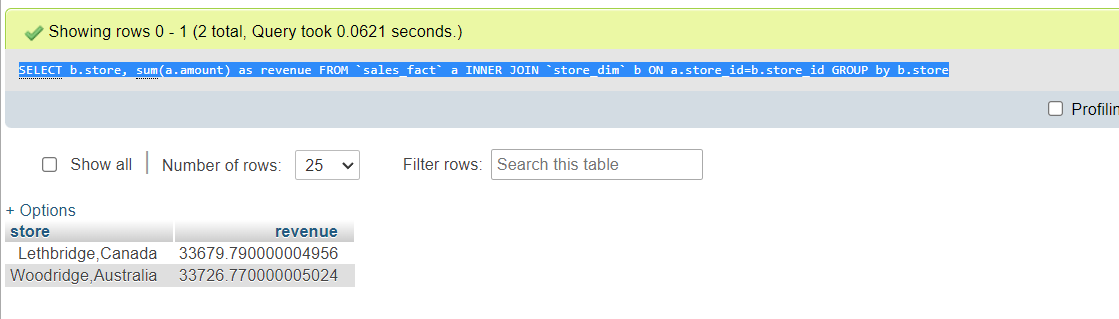 Showing rows 0 - 1 (2 total, Query took 0.0621 seconds.)
SELECT b.store, sum(a.amount) as revenue FROM `sales_fact` a INNER JOIN `store_dim` b ON a.store_id=b.store_id GROUP by b.store
Profilin
Show all | Number of rows: 25 Filter rows: Search this table
+ Options
store revenue
Lethbridge,Canada 33679.790000004956
Woodridge,Australia 33726.770000005024